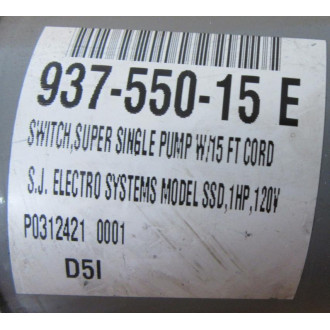 937-550-15 E
SWITCH,SUPER SINGLE PUMP W/15 FT CORD
S.J. ELECTRO SYSTEMS MODEL SSD,1HP,120V
P0312421 0001
D5I